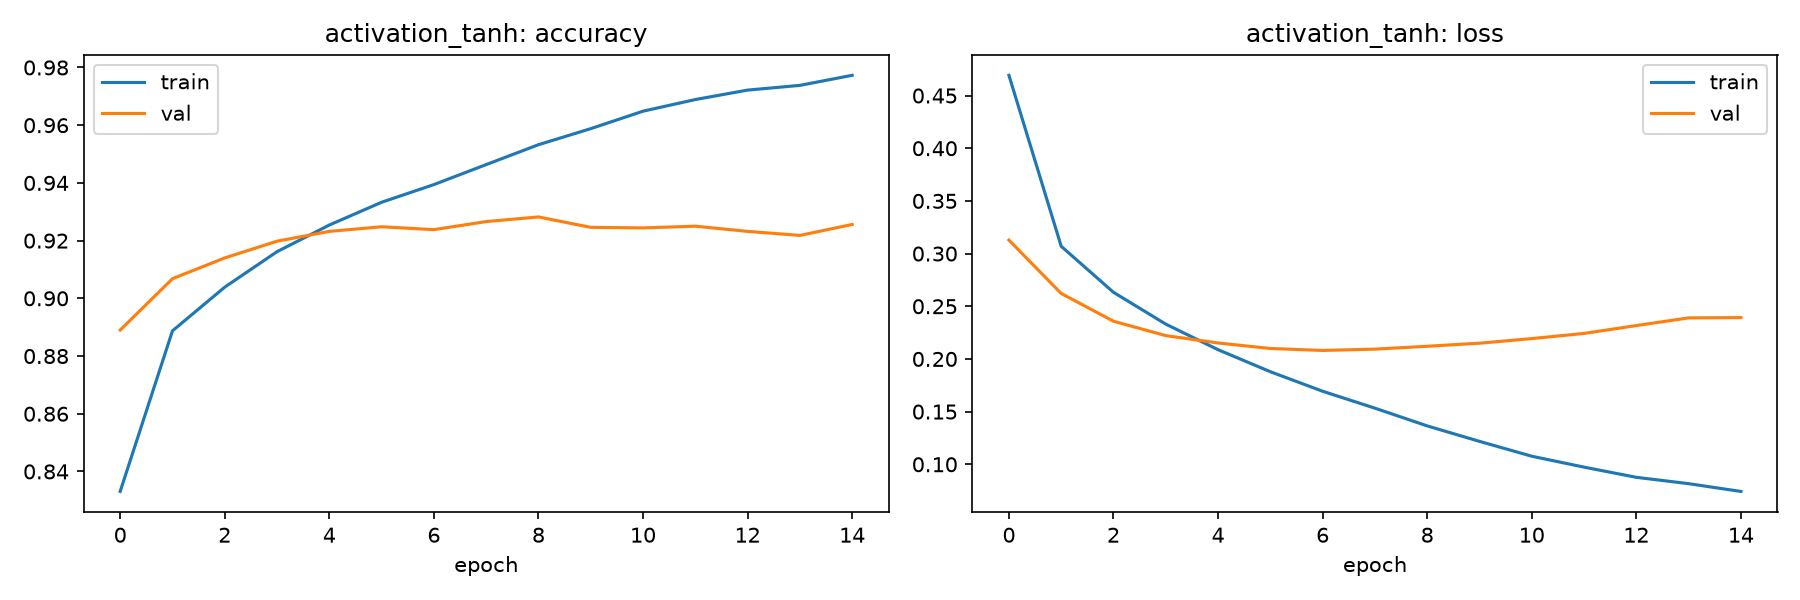 activation_tanh: accuracy
train
val
0.98
0.96
0.94
0.92
0.90
0.88
0.86
0.84
0 2 4 6 8 10 12 14
epoch
activation_tanh: loss
train
val
0.45
0.40
0.35
0.30
0.25
0.20
0.15
0.10
0 2 4 6 8 10 12 14
epoch